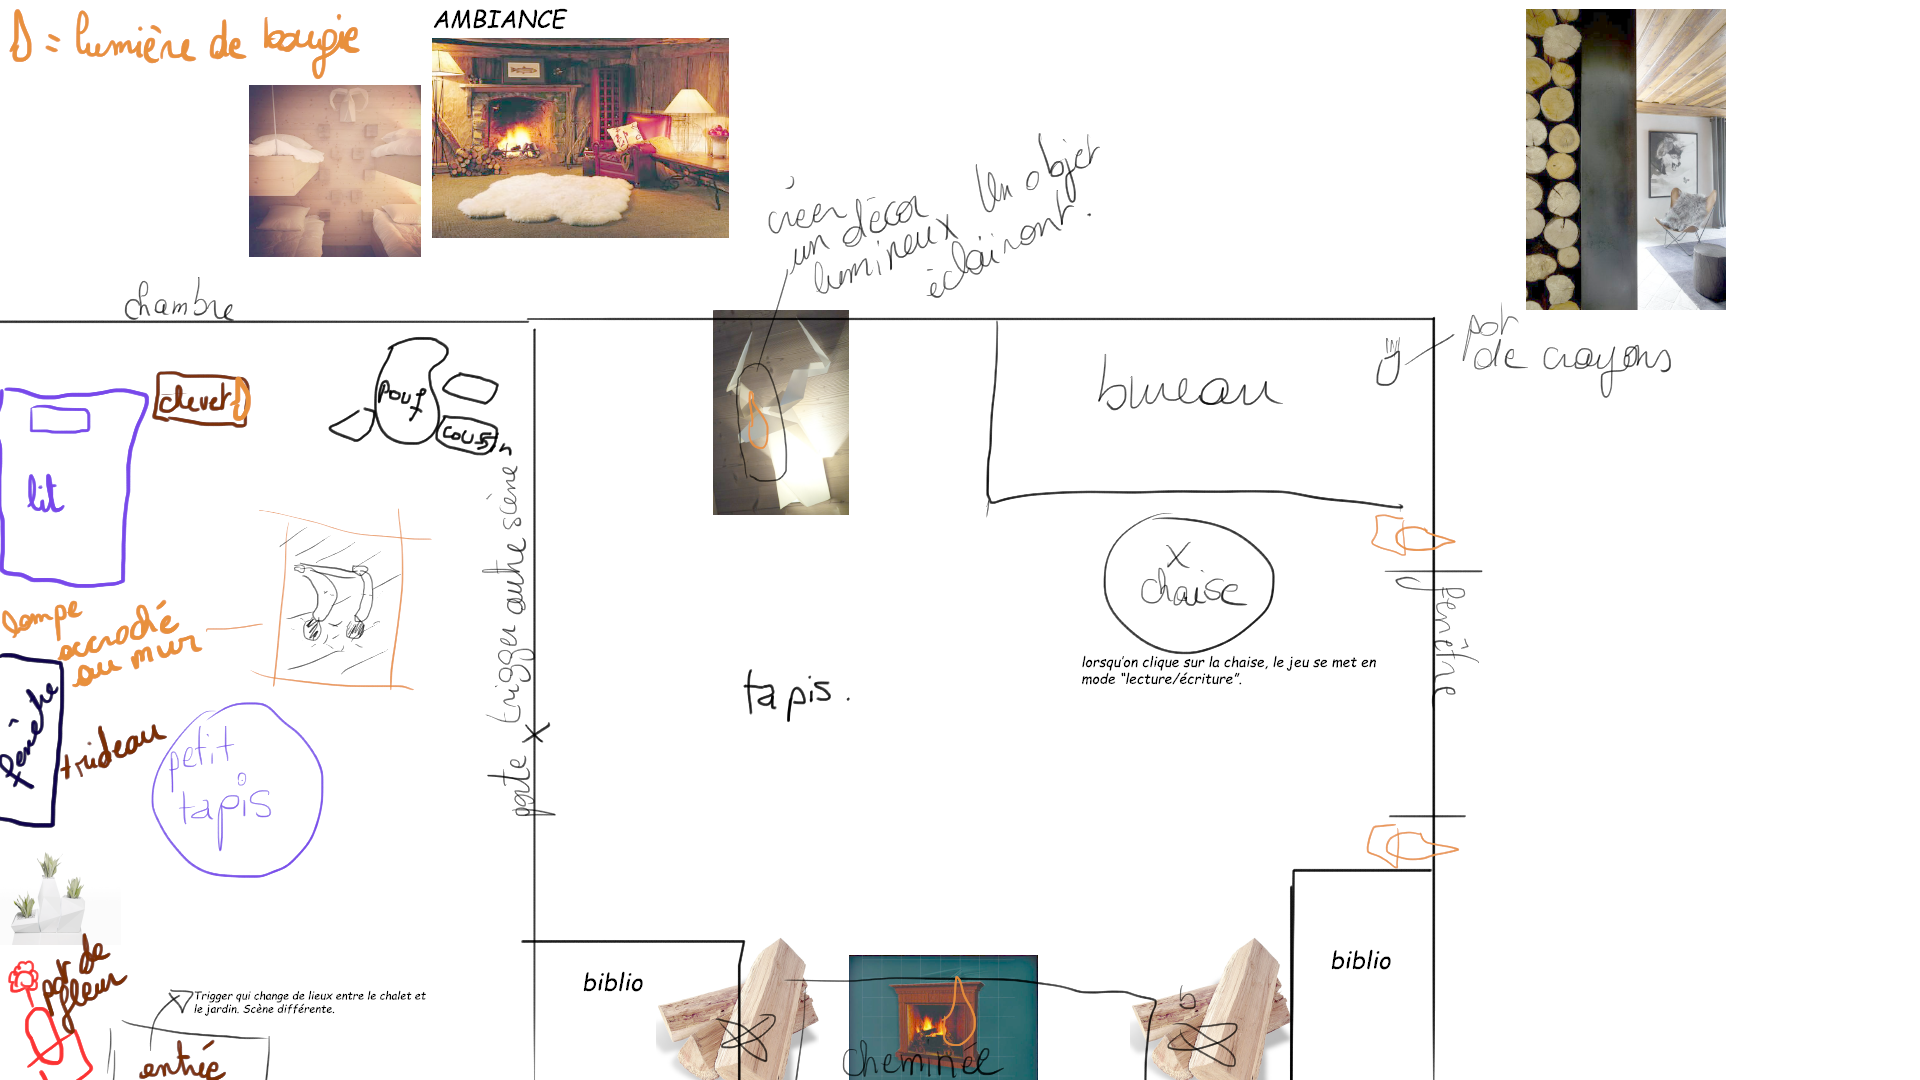 = lumière de bougie
AMBIANCE
créer
un décor
lumineux
Un objet
éclairant.
chambre
pot
de crayons
bureau
clevet
pouf
coussin
lit
X
chaise
lorsqu'on clique sur la chaise, le jeu se met en
mode "lecture/écriture".
fenêtre
porte X trigger autre scène
lampe
accroché
au mur
tapis.
fenêtre
trideau
petit
tapis
pot de
fleur
Trigger qui change de lieux entre le chalet et
le jardin. Scène différente.
entrée
biblio
biblio
b
cheminée